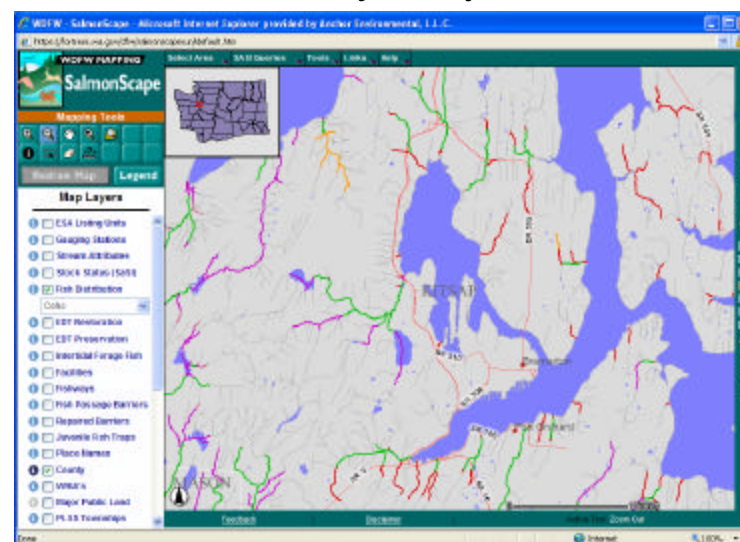 WDFW - SalmonScape - Microsoft Internet Explorer provided by Anchor Environmental, L.L.C.
WDFW MAPPING
SalmonScape
Select Area SASI Queries Tools Links Help
Mapping Tools
Legend
Map Layers
ESA Listing Units
Gauging Stations
Stream Attributes
Stock Status (SaSI)
Fish Distribution
Coho
EDT Restoration
EDT Preservation
Intertidal Forage Fish
Facilities
Fishways
Fish Passage Barriers
Repaired Barriers
Juvenile Fish Traps
Place Names
County
WRIA's
Major Public Land
PLSS Townships
KITSAP
Bremerton
Port Orchard
MASON
Feedback
Disclaimer
Zoom Out
Done
Internet
100%